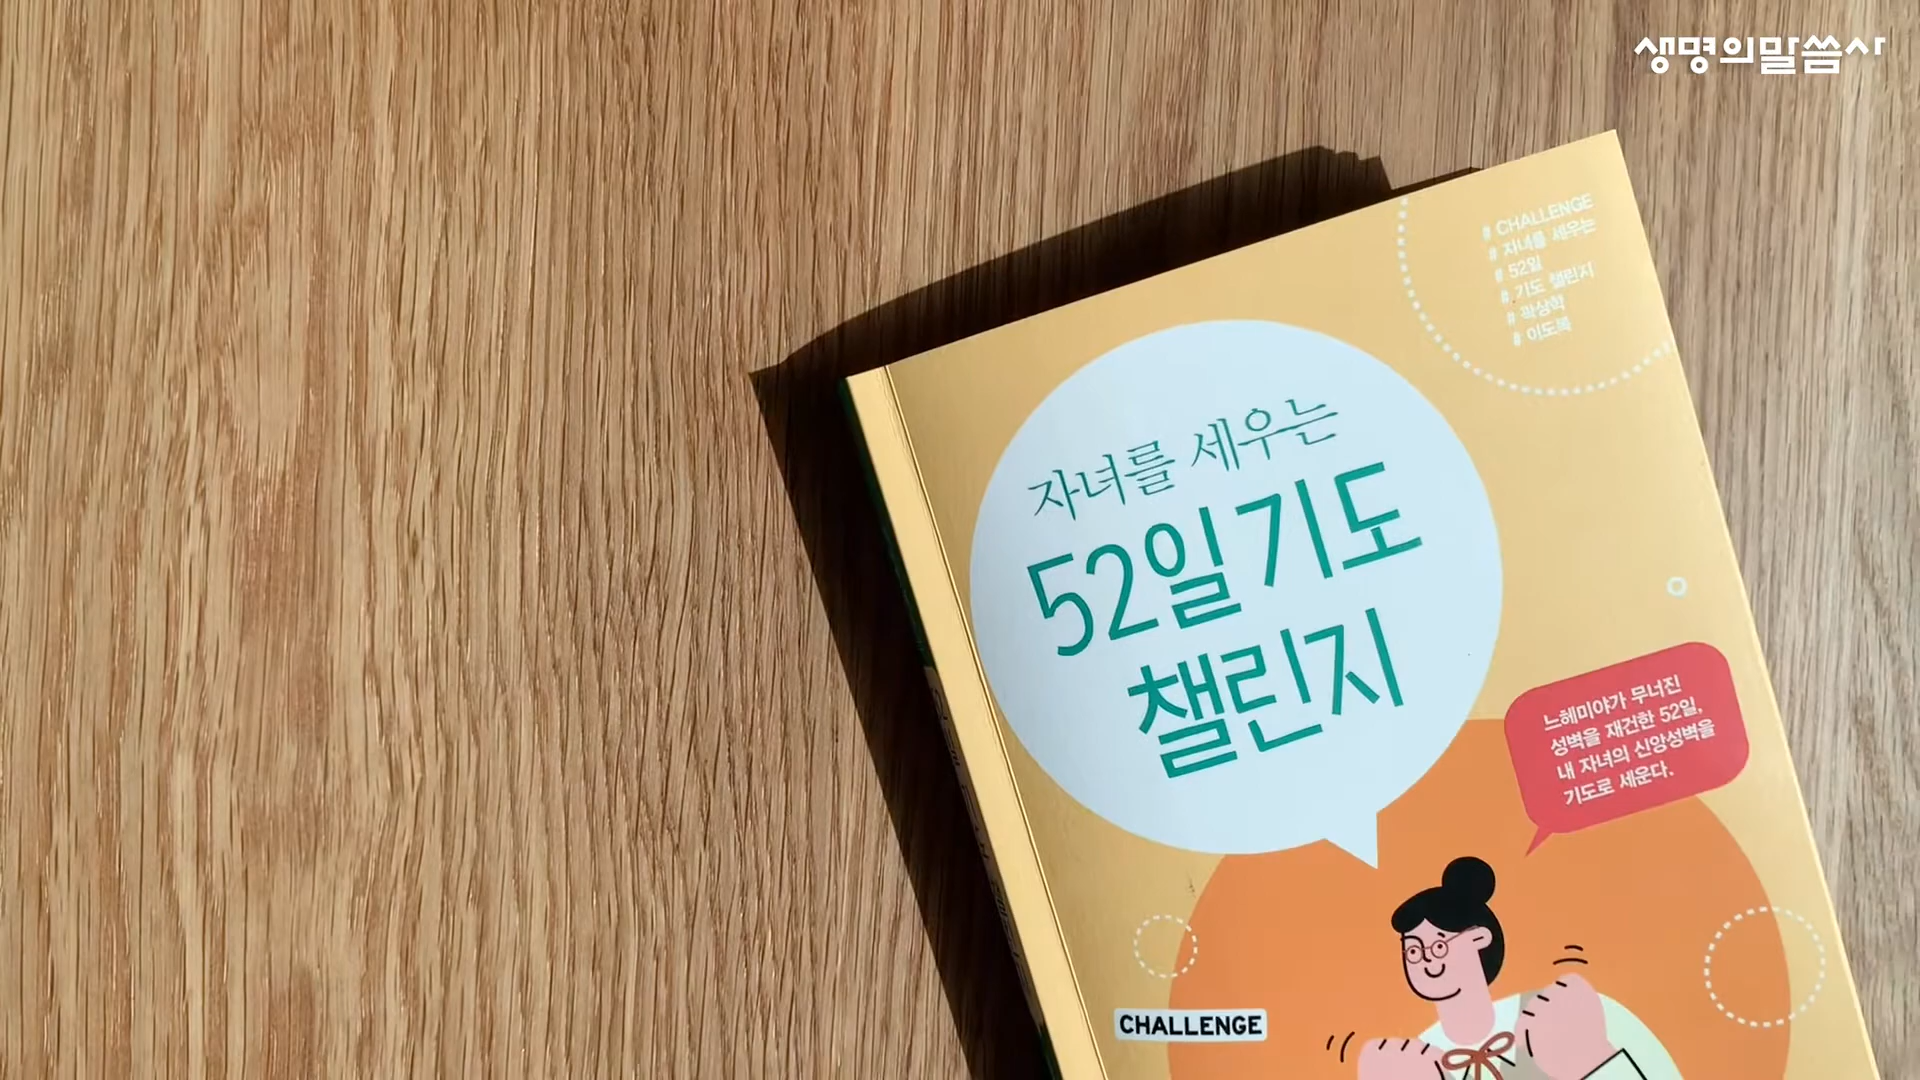 생명의말씀사
# CHALLENGE
# 자녀를 세우는
# 52일
# 기도 챌린지
# 곽상학
# 이도복
자녀를 세우는
52일 기도
챌린지
느헤미야가 무너진
성벽을 재건한 52일,
내 자녀의 신앙성벽을
기도로 세운다.
CHALLENGE